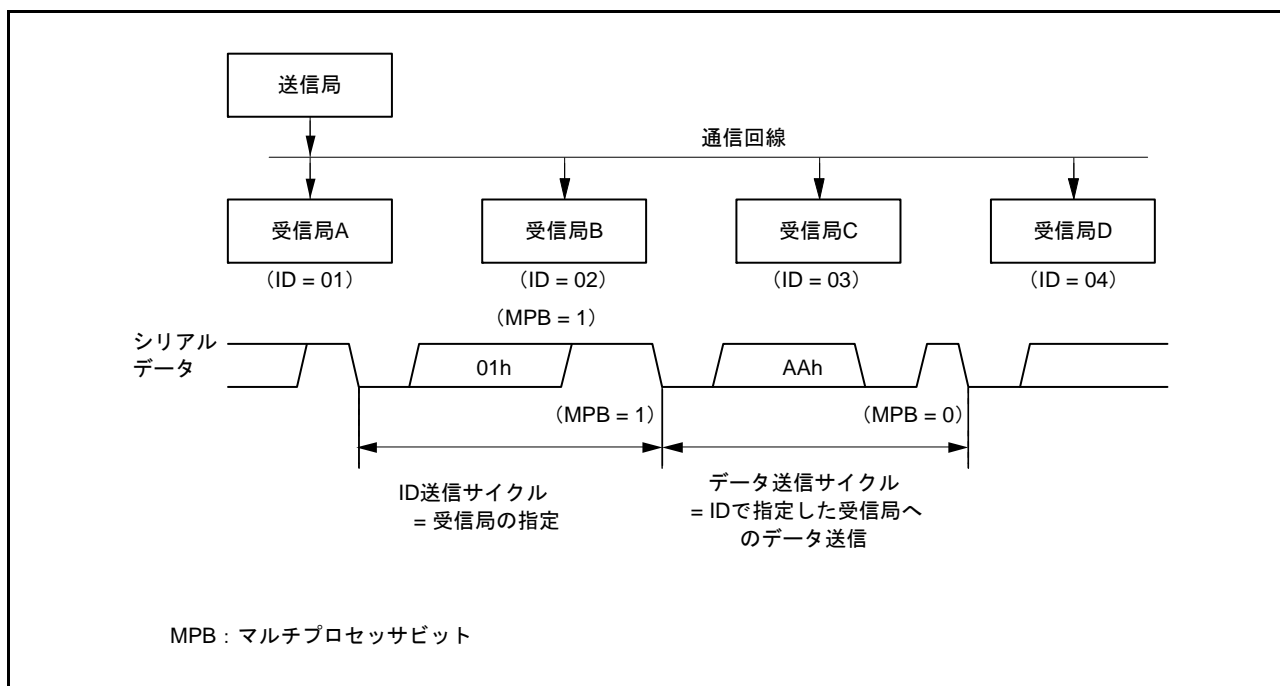 送信局
通信回線
受信局A
受信局B
受信局C
受信局D
（ID = 01）
（ID = 02）
（ID = 03）
（ID = 04）
（MPB = 1）
シリアル
データ
01h
AAh
（MPB = 1）
（MPB = 0）
ID送信サイクル
= 受信局の指定
データ送信サイクル
= IDで指定した受信局へ
のデータ送信
MPB：マルチプロセッサビット